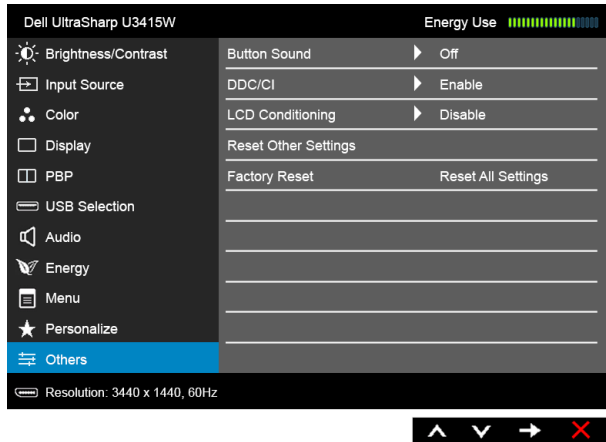 Dell UltraSharp U3415W Energy Use
Brightness/Contrast Button Sound Off
Input Source DDC/CI Enable
Color LCD Conditioning Disable
Display Reset Other Settings
PBP Factory Reset Reset All Settings
USB Selection
Audio
Energy
Menu
Personalize
Others
Resolution: 3440 x 1440, 60Hz